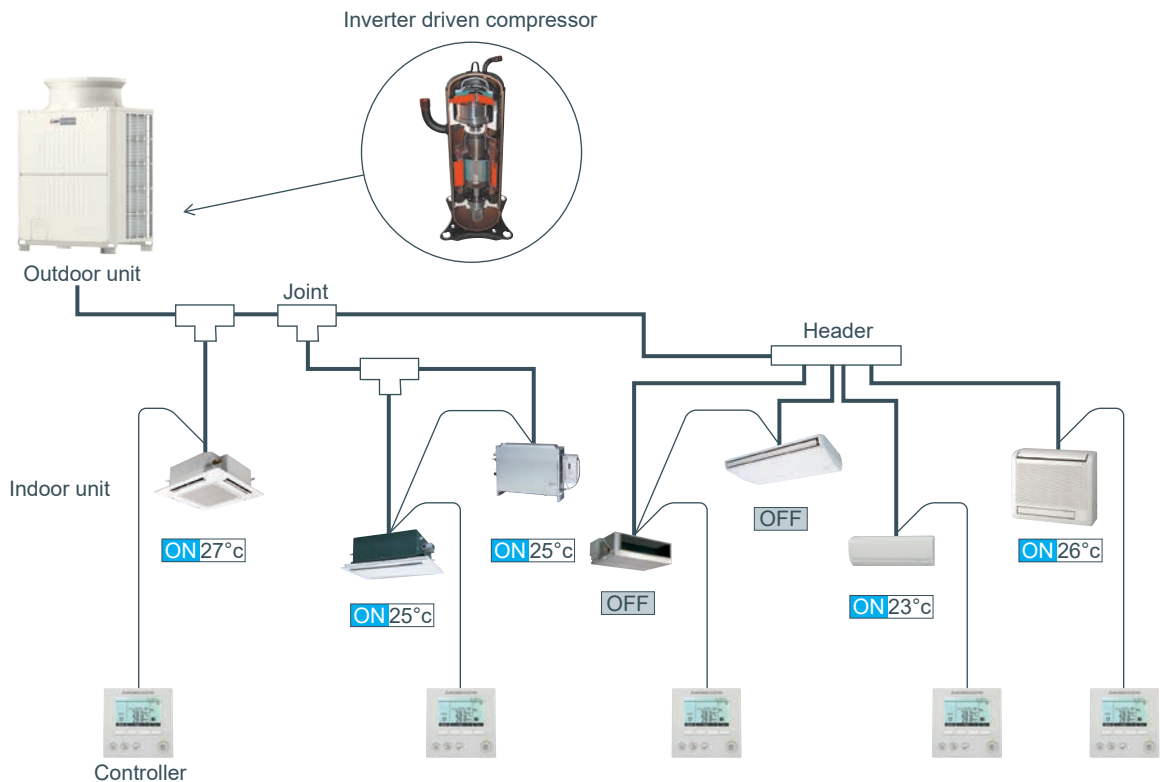 Inverter driven compressor
Outdoor unit
Joint
Header
Indoor unit
ON 27°c
ON 25°c
ON 25°c
OFF
OFF
ON 23°c
ON 26°c
Controller